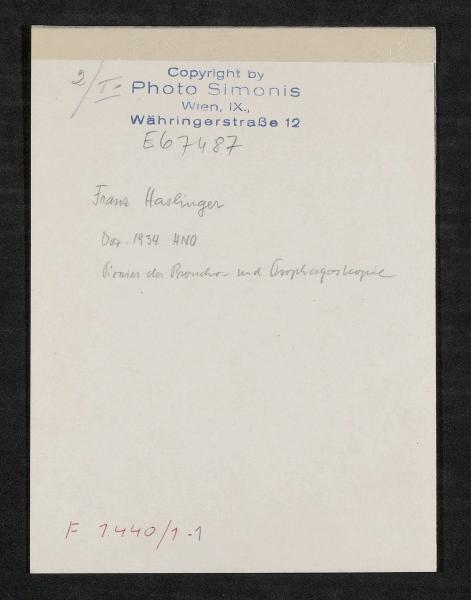 2/I-
Copyright by
Photo Simonis
Wien, IX.,
Währingerstraße 12
E67487
Franz Haslinger
Doz. 1934 HNO
Pionier der Broncho- und Ösophagoskopie
F 1440/1-1